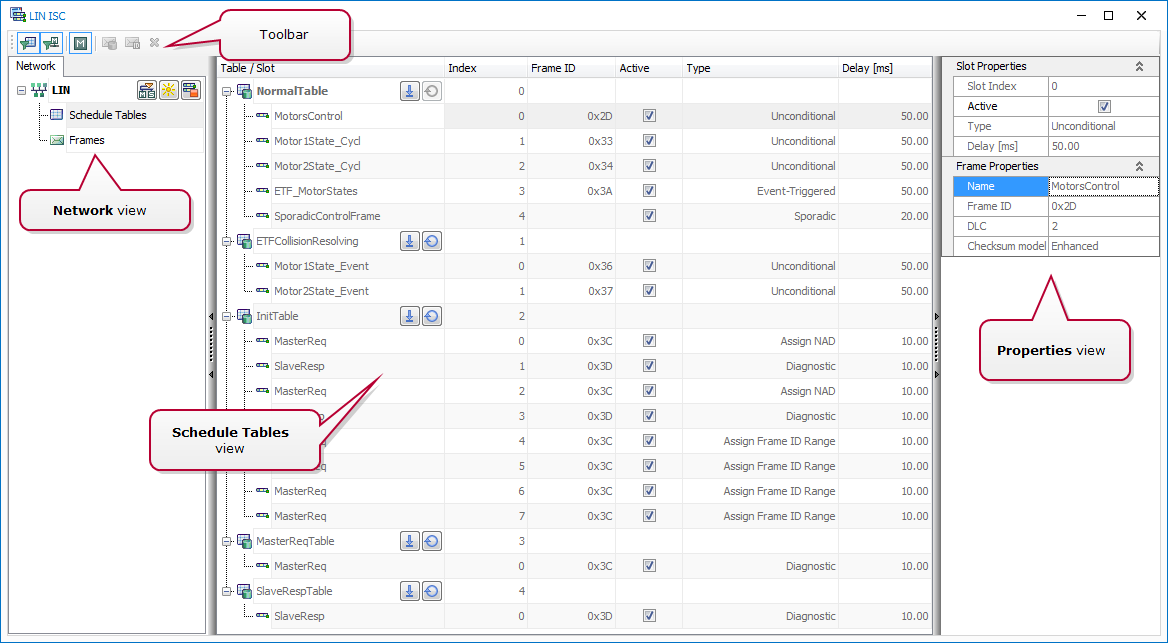 LIN ISC
Toolbar
Network
LIN
Schedule Tables
Frames
Network view
Table / Slot Index Frame ID Active Type Delay [ms]
NormalTable 0
MotorsControl 0 0x2D Unconditional 50.00
Motor1State_Cycl 1 0x33 Unconditional 50.00
Motor2State_Cycl 2 0x34 Unconditional 50.00
ETF_MotorStates 3 0x3A Event-Triggered 50.00
SporadicControlFrame 4 Sporadic 20.00
ETFCollisionResolving 1
Motor1State_Event 0 0x36 Unconditional 50.00
Motor2State_Event 1 0x37 Unconditional 50.00
InitTable 2
MasterReq 0 0x3C Assign NAD 10.00
SlaveResp 1 0x3D Diagnostic 10.00
MasterReq 2 0x3C Assign NAD 10.00
3 0x3D Diagnostic 10.00
4 0x3C Assign Frame ID Range 10.00
5 0x3C Assign Frame ID Range 10.00
MasterReq 6 0x3C Assign Frame ID Range 10.00
MasterReq 7 0x3C Assign Frame ID Range 10.00
MasterReqTable 3
MasterReq 0 0x3C Diagnostic 10.00
SlaveRespTable 4
SlaveResp 0 0x3D Diagnostic 10.00
Schedule Tables
view
Slot Properties
Slot Index 0
Active
Type Unconditional
Delay [ms] 50.00
Frame Properties
Name MotorsControl
Frame ID 0x2D
DLC 2
Checksum model Enhanced
Properties view